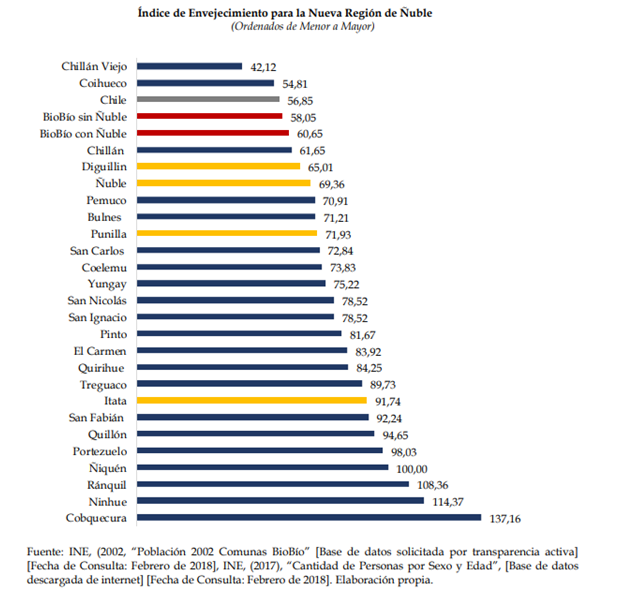 Índice de Envejecimiento para la Nueva Región de Ñuble
(Ordenados de Menor a Mayor)
Chillán Viejo 42,12
Coihueco 54,81
Chile 56,85
BioBío sin Ñuble 58,05
BioBío con Ñuble 60,65
Chillán 61,65
Diguillin 65,01
Ñuble 69,36
Pemuco 70,91
Bulnes 71,21
Punilla 71,93
San Carlos 72,84
Coelemu 73,83
Yungay 75,22
San Nicolás 78,52
San Ignacio 78,52
Pinto 81,67
El Carmen 83,92
Quirihue 84,25
Treguaco 89,73
Itata 91,74
San Fabián 92,24
Quillón 94,65
Portezuelo 98,03
Ñiquén 100,00
Ránquil 108,36
Ninhue 114,37
Cobquecura 137,16
Fuente: INE, (2002, “Población 2002 Comunas BioBío” [Base de datos solicitada por transparencia activa]
[Fecha de Consulta: Febrero de 2018], INE, (2017), “Cantidad de Personas por Sexo y Edad”, [Base de datos
descargada de internet] [Fecha de Consulta: Febrero de 2018]. Elaboración propia.